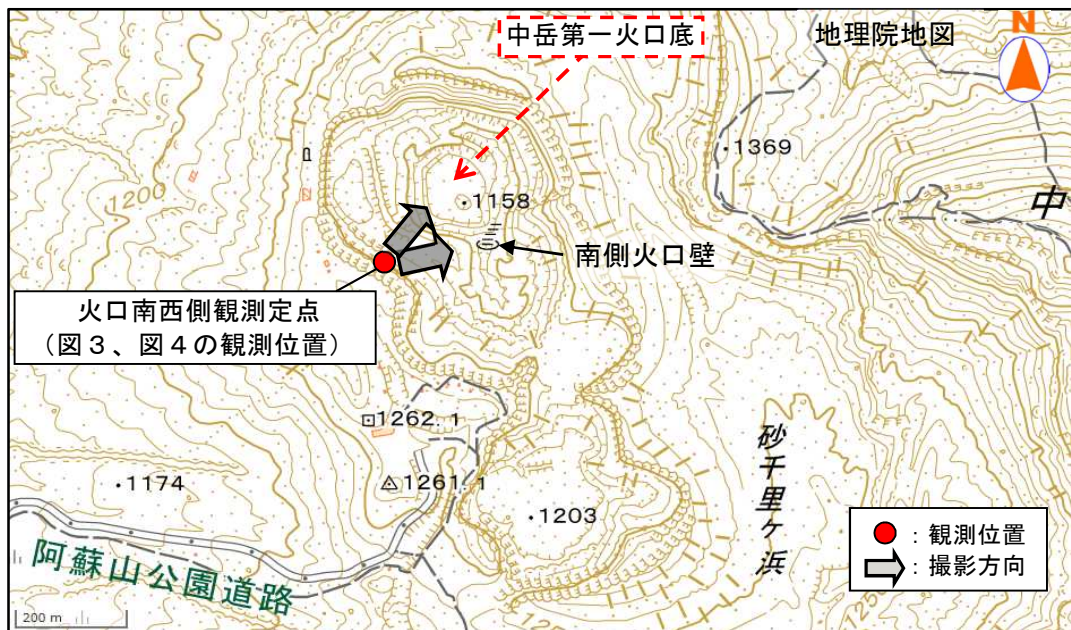 中岳第一火口底
地理院地図
N
・1369
1200
・1158
中
南側火口壁
火口南西側観測定点
(図3、図4の観測位置)
1262.1
砂千里ヶ浜
・1174
1261.1
・1203
阿蘇山公園道路
:観測位置
:撮影方向
200 m